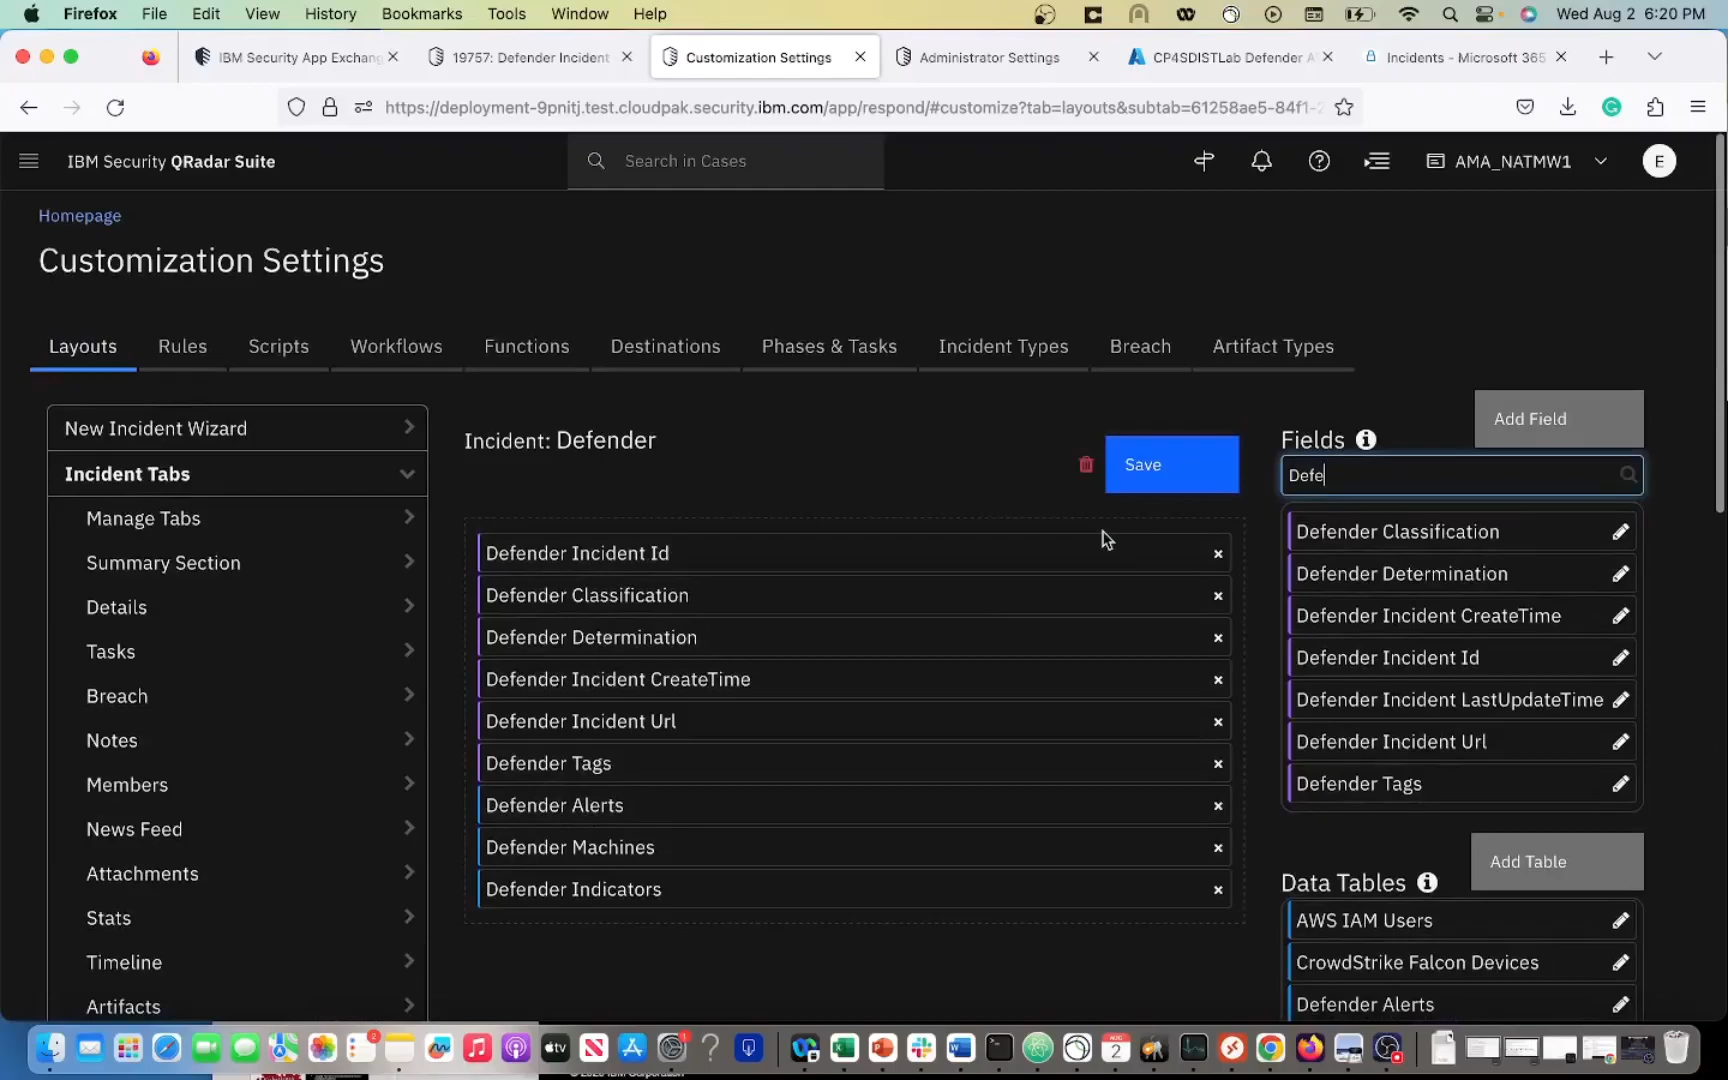 Firefox File Edit View History Bookmarks Tools Window Help Wed Aug 2 6:20 PM
IBM Security App Exchang 19757: Defender Incident Customization Settings Administrator Settings CP4SDISTLab Defender A Incidents - Microsoft 365
https://deployment-9pnitj.test.cloudpak.security.ibm.com/app/respond/#customize?tab=layouts&subtab=61258ae5-84f1-2
IBM Security QRadar Suite Search in Cases AMA_NATMW1 E
Homepage
Customization Settings
Layouts Rules Scripts Workflows Functions Destinations Phases & Tasks Incident Types Breach Artifact Types
New Incident Wizard
Incident Tabs
Manage Tabs
Summary Section
Details
Tasks
Breach
Notes
Members
News Feed
Attachments
Stats
Timeline
Artifacts
Incident: Defender
Save
Defender Incident Id
Defender Classification
Defender Determination
Defender Incident CreateTime
Defender Incident Url
Defender Tags
Defender Alerts
Defender Machines
Defender Indicators
Add Field
Fields
Defe
Defender Classification
Defender Determination
Defender Incident CreateTime
Defender Incident Id
Defender Incident LastUpdateTime
Defender Incident Url
Defender Tags
Add Table
Data Tables
AWS IAM Users
CrowdStrike Falcon Devices
Defender Alerts
tv
AUG
2